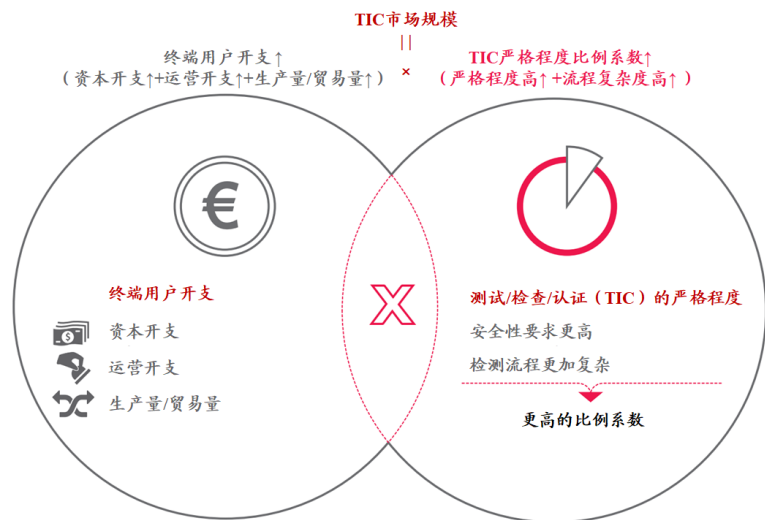 TIC市场规模
||
终端用户开支↑
×
TIC严格程度比例系数↑
(资本开支↑+运营开支↑+生产量/贸易量↑)
(严格程度高↑+流程复杂度高↑)
€
终端用户开支
$
资本开支
运营开支
生产量/贸易量
X
测试/检查/认证(TIC)的严格程度
安全性要求更高
检测流程更加复杂
更高的比例系数